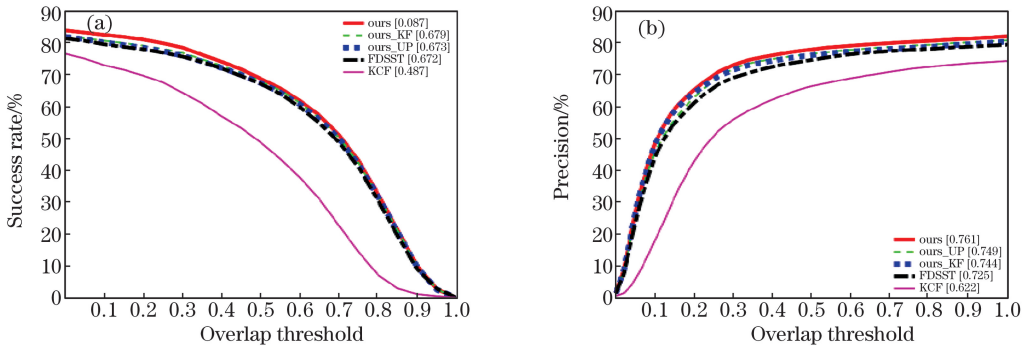 (a)
90
80
70
60
50
40
30
20
10
0
Success rate/%
ours [0.087]
ours_KF [0.679]
ours_UP [0.673]
FDSST [0.672]
KCF [0.487]
0.1 0.2 0.3 0.4 0.5 0.6 0.7 0.8 0.9 1.0
Overlap threshold
(b)
90
80
70
60
50
40
30
20
10
0
Precision/%
ours [0.761]
ours_UP [0.749]
ours_KF [0.744]
FDSST [0.725]
KCF [0.622]
0.1 0.2 0.3 0.4 0.5 0.6 0.7 0.8 0.9 1.0
Overlap threshold